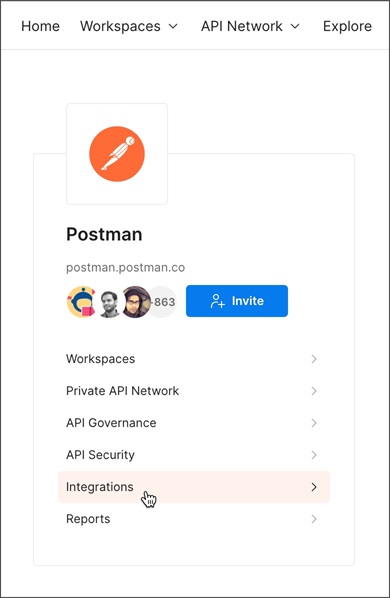 Home Workspaces API Network Explore
Postman
postman.postman.co
+863 Invite
Workspaces
Private API Network
API Governance
API Security
Integrations
Reports